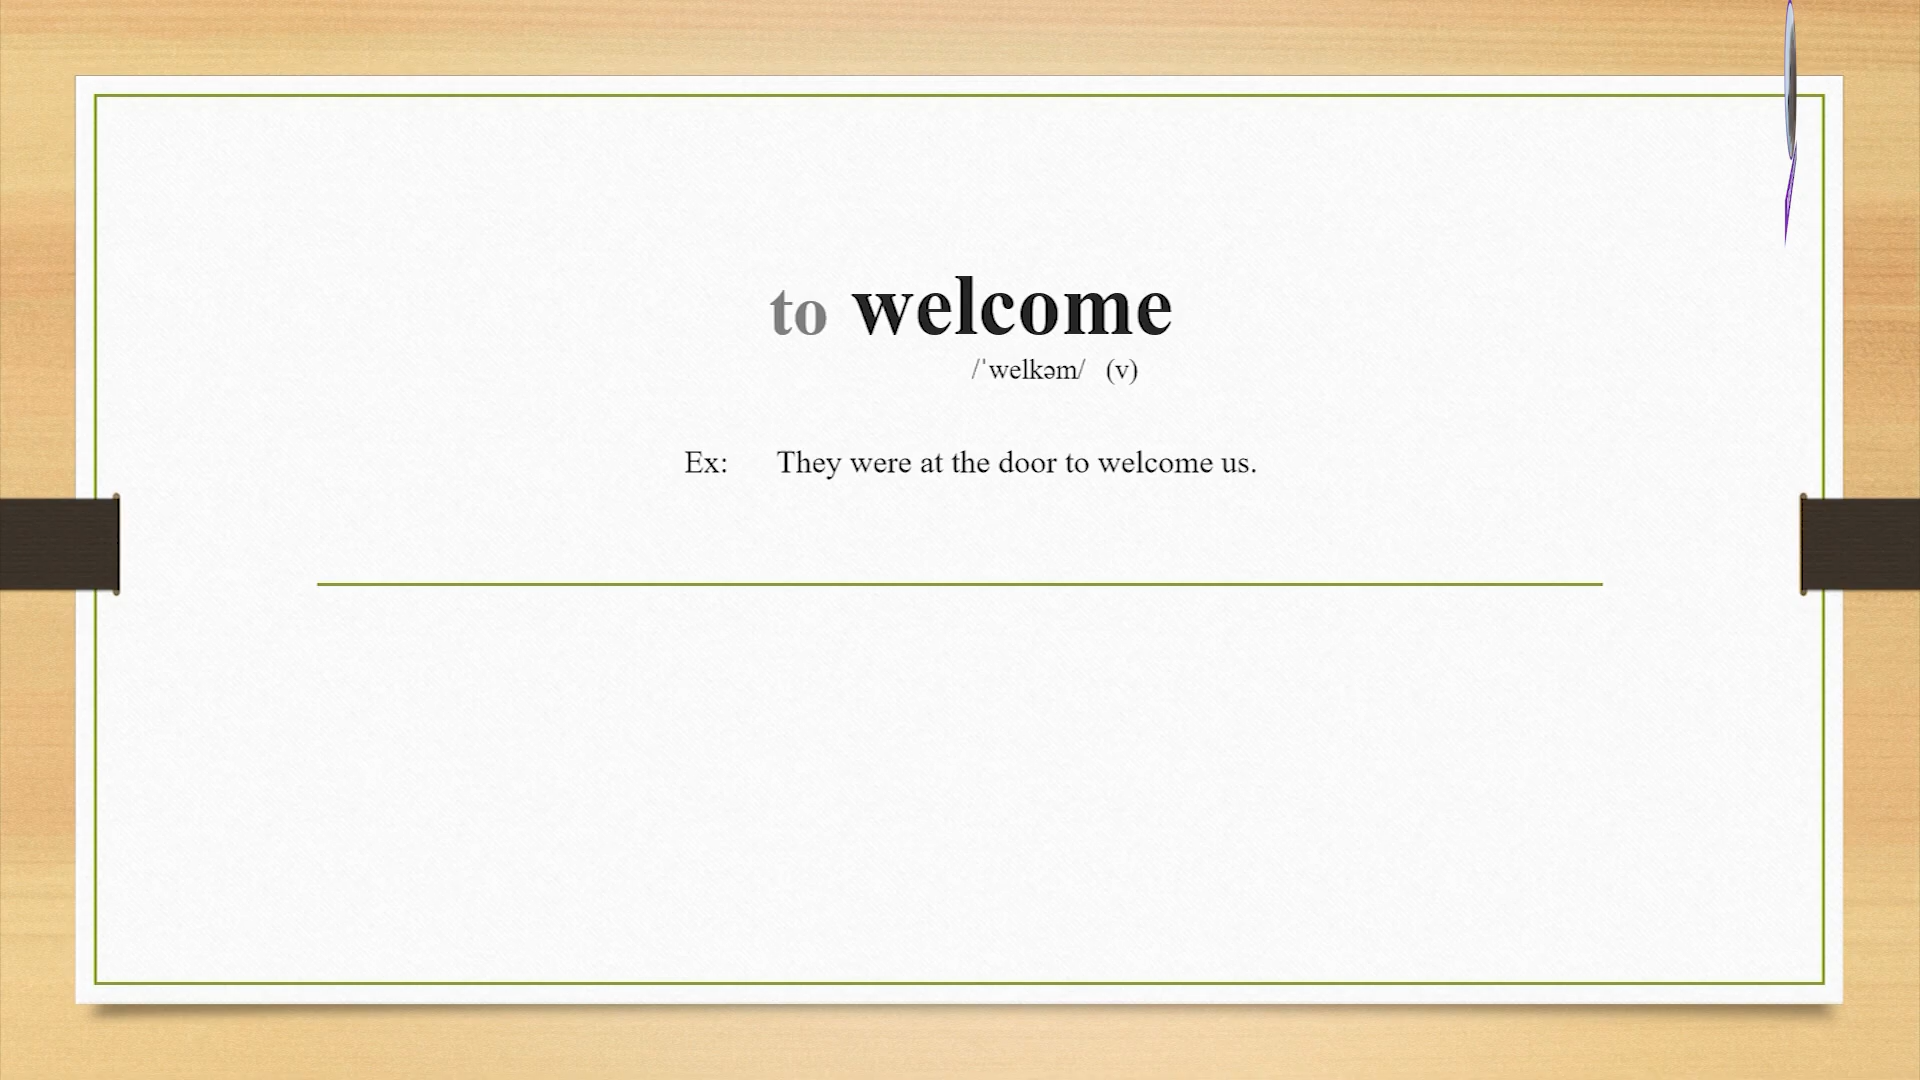 to welcome
/ˈwelkəm/ (v)
Ex: They were at the door to welcome us.